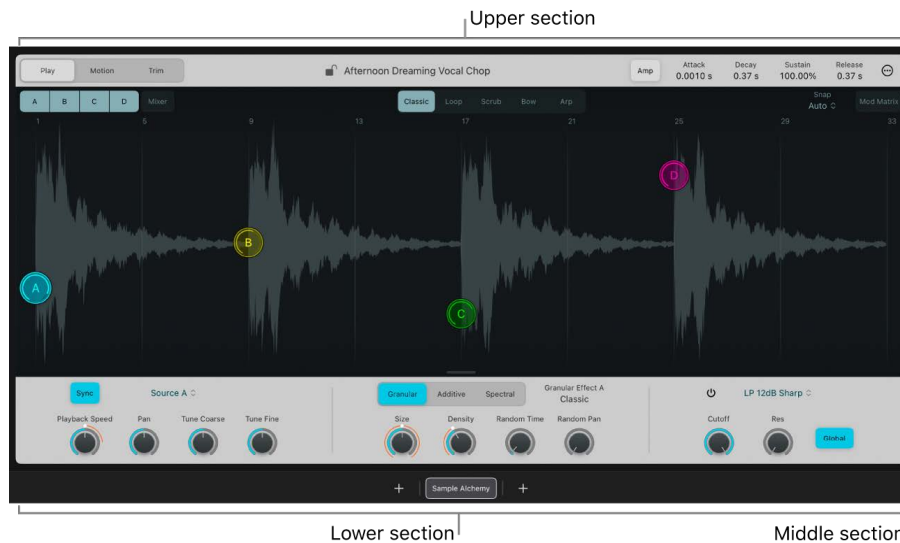 Upper section
Play Motion Trim Afternoon Dreaming Vocal Chop Amp Attack 0.0010 s Decay 0.37 s Sustain 100.00% Release 0.37 s
A B C D Mixer Classic Loop Scrub Bow Arp Snap Auto Mod Matrix
1 5 9 13 17 21 25 29 33
D
B
A
C
Sync Source A Granular Additive Spectral Granular Effect A Classic LP 12dB Sharp
Playback Speed Pan Tune Coarse Tune Fine Size Density Random Time Random Pan Cutoff Res
Global
+ Sample Alchemy +
Lower section Middle section